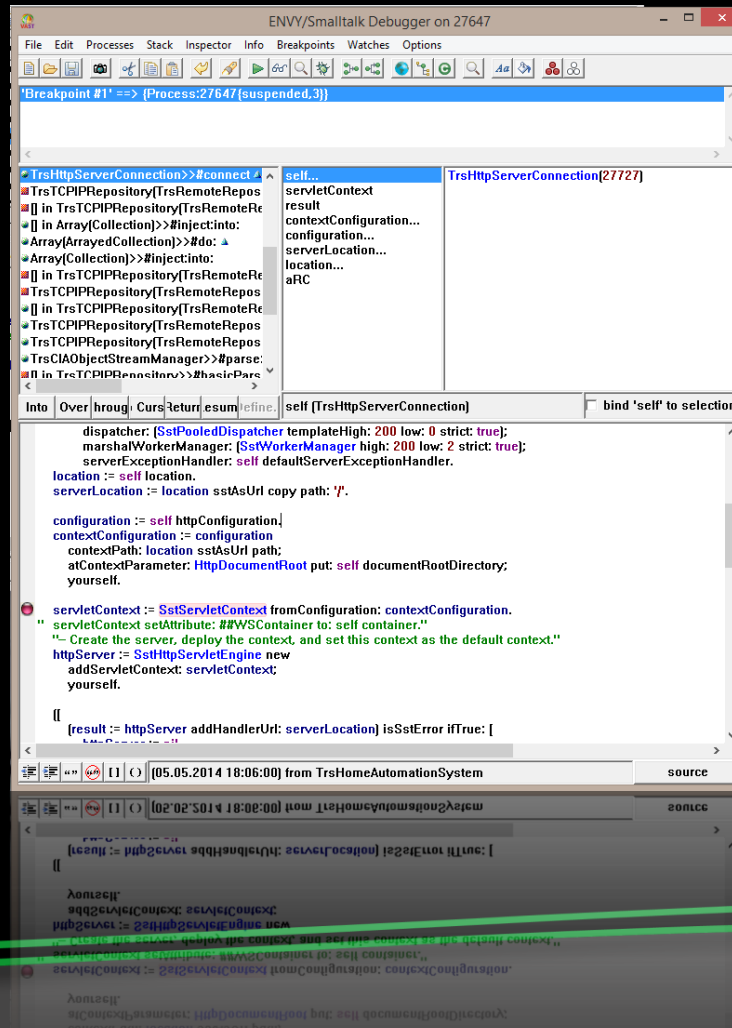 ENVY/Smalltalk Debugger on 27647
File Edit Processes Stack Inspector Info Breakpoints Watches Options
'Breakpoint #1' ==> {Process:27647{suspended,3}}
TrsHttpServerConnection>>#connect
TrsTCPIPRepository(TrsRemoteRepos
[] in TrsTCPIPRepository(TrsRemoteRe
[] in Array(Collection)>>#inject:into:
Array(ArrayedCollection)>>#do:
Array(Collection)>>#inject:into:
[] in TrsTCPIPRepository(TrsRemoteRe
TrsTCPIPRepository(TrsRemoteRepos
[] in TrsTCPIPRepository(TrsRemoteRe
TrsTCPIPRepository(TrsRemoteRepos
TrsTCPIPRepository(TrsRemoteRepos
TrsCIAObjectStreamManager>>#parse:
[] in TrsTCPIPRepository>>#basicPars
self...
servletContext
result
contextConfiguration...
configuration...
serverLocation...
location...
aRC
TrsHttpServerConnection(27727)
Into Over hroug Curs Return esum efine.
self (TrsHttpServerConnection)
bind 'self' to selection
dispatcher: (SstPooledDispatcher templateHigh: 200 low: 0 strict: true);
marshalWorkerManager: (SstWorkerManager high: 200 low: 2 strict: true);
serverExceptionHandler: self defaultServerExceptionHandler.
location := self location.
serverLocation := location sstAsUrl copy path: '/'.
configuration := self httpConfiguration.
contextConfiguration := configuration
contextPath: location sstAsUrl path;
atContextParameter: HttpDocumentRoot put: self documentRootDirectory;
yourself.
servletContext := SstServletContext fromConfiguration: contextConfiguration.
" servletContext setAttribute: ##WSContainer to: self container."
"-- Create the server, deploy the context, and set this context as the default context."
httpServer := SstHttpServletEngine new
addServletContext: servletContext;
yourself.
[[
(result := httpServer addHandlerUrl: serverLocation) isSstError ifTrue: [
httpServer := nil
(05.05.2014 18:06:00) from TrsHomeAutomationSystem
source